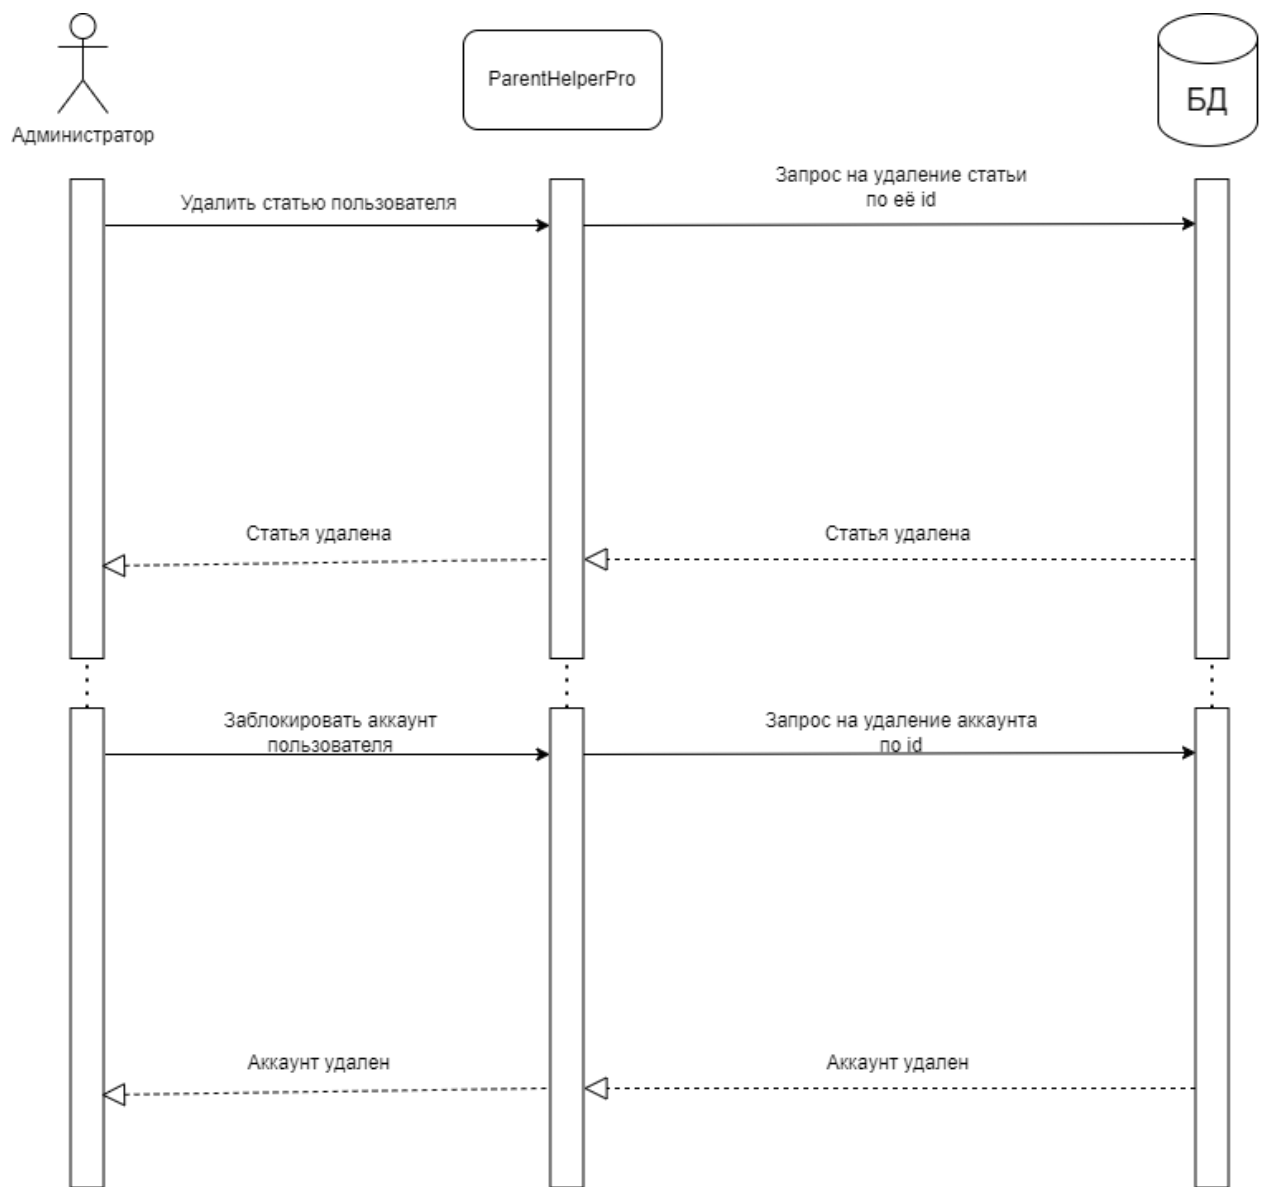 ParentHelperPro
БД
Администратор
Удалить статью пользователя
Запрос на удаление статьи
по её id
Статья удалена
Статья удалена
Заблокировать аккаунт
пользователя
Запрос на удаление аккаунта
по id
Аккаунт удален
Аккаунт удален